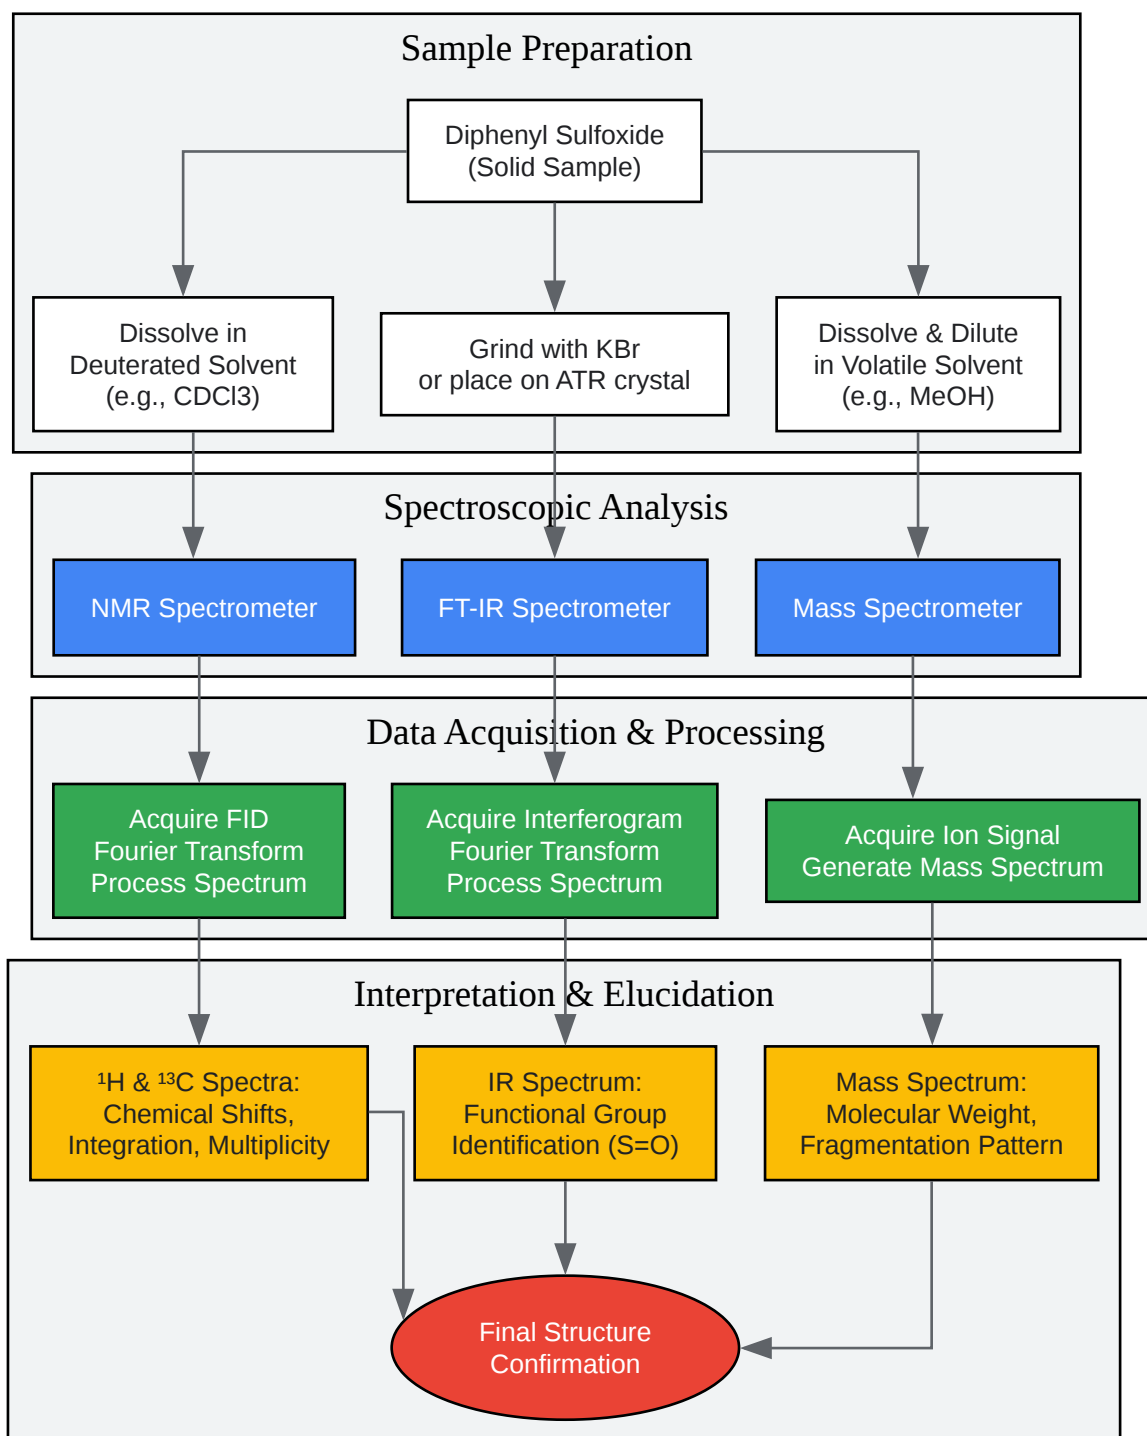 Sample Preparation
Diphenyl Sulfoxide
(Solid Sample)
Dissolve in
Deuterated Solvent
(e.g., CDCl3)
Grind with KBr
or place on ATR crystal
Dissolve & Dilute
in Volatile Solvent
(e.g., MeOH)
Spectroscopic Analysis
NMR Spectrometer
FT-IR Spectrometer
Mass Spectrometer
Data Acquisition & Processing
Acquire FID
Fourier Transform
Process Spectrum
Acquire Interferogram
Fourier Transform
Process Spectrum
Acquire Ion Signal
Generate Mass Spectrum
Interpretation & Elucidation
¹H & ¹³C Spectra:
Chemical Shifts,
Integration, Multiplicity
IR Spectrum:
Functional Group
Identification (S=O)
Mass Spectrum:
Molecular Weight,
Fragmentation Pattern
Final Structure
Confirmation